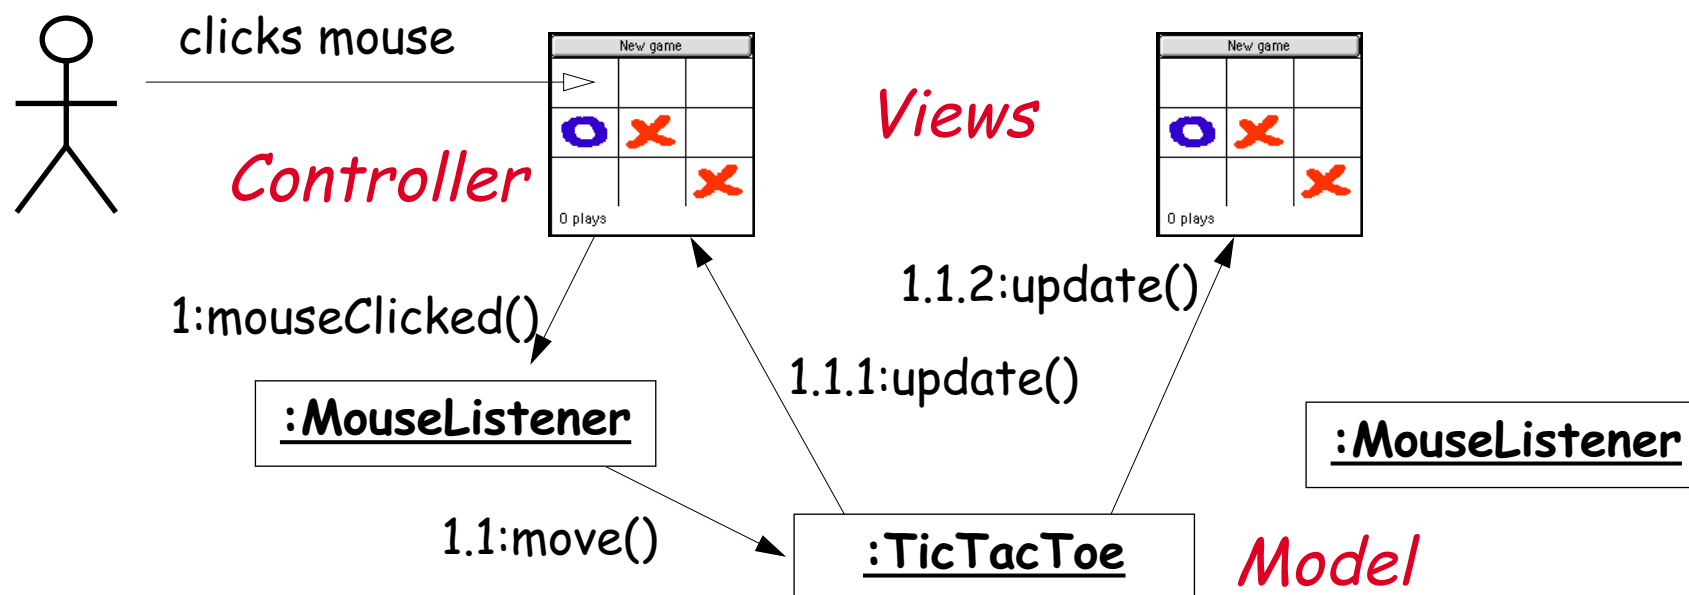 clicks mouse
New game
New game
Views
Controller
0 plays
0 plays
1.1.2:update()
1:mouseClicked()
1.1.1:update()
:MouseListener
:MouseListener
1.1:move()
:TicTacToe
Model